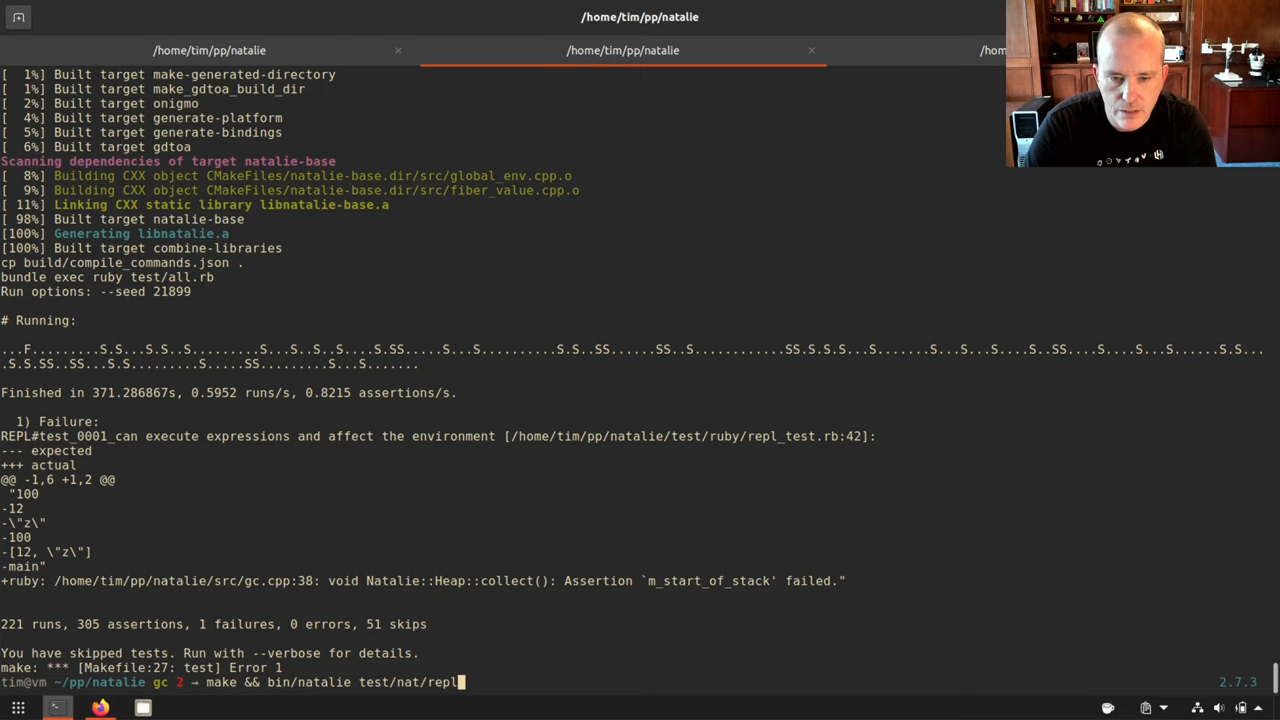 /home/tim/pp/natalie
/home/tim/pp/natalie × /home/tim/pp/natalie × /hom
[  1%] Built target make-generated-directory
[  1%] Built target make_gdtoa_build_dir
[  2%] Built target onigmo
[  4%] Built target generate-platform
[  5%] Built target generate-bindings
[  6%] Built target gdtoa
Scanning dependencies of target natalie-base
[  8%] Building CXX object CMakeFiles/natalie-base.dir/src/global_env.cpp.o
[  9%] Building CXX object CMakeFiles/natalie-base.dir/src/fiber_value.cpp.o
[ 11%] Linking CXX static library libnatalie-base.a
[ 98%] Built target natalie-base
[100%] Generating libnatalie.a
[100%] Built target combine-libraries
cp build/compile_commands.json .
bundle exec ruby test/all.rb
Run options: --seed 21899
# Running:
...F.........S.S...S.S..S.........S...S..S...S....S.SS.....S...S..........S.S..SS......SS..S............SS.S.S.S...S.......S...S...S....S..SS....S...S....S......S.S...
.S.S.SS..SS...S.S.........S.....SS.........S...S.......
Finished in 371.286867s, 0.5952 runs/s, 0.8215 assertions/s.
1) Failure:
REPL#test_0001_can execute expressions and affect the environment [/home/tim/pp/natalie/test/ruby/repl_test.rb:42]:
--- expected
+++ actual
@@ -1,6 +1,2 @@
"100
-12
-\"z\"
-100
-[12, \"z\"]
-main"
+ruby: /home/tim/pp/natalie/src/gc.cpp:38: void Natalie::Heap::collect(): Assertion `m_start_of_stack' failed."
221 runs, 305 assertions, 1 failures, 0 errors, 51 skips
You have skipped tests. Run with --verbose for details.
make: *** [Makefile:27: test] Error 1
tim@vm ~/pp/natalie gc 2 → make && bin/natalie test/nat/repl 2.7.3